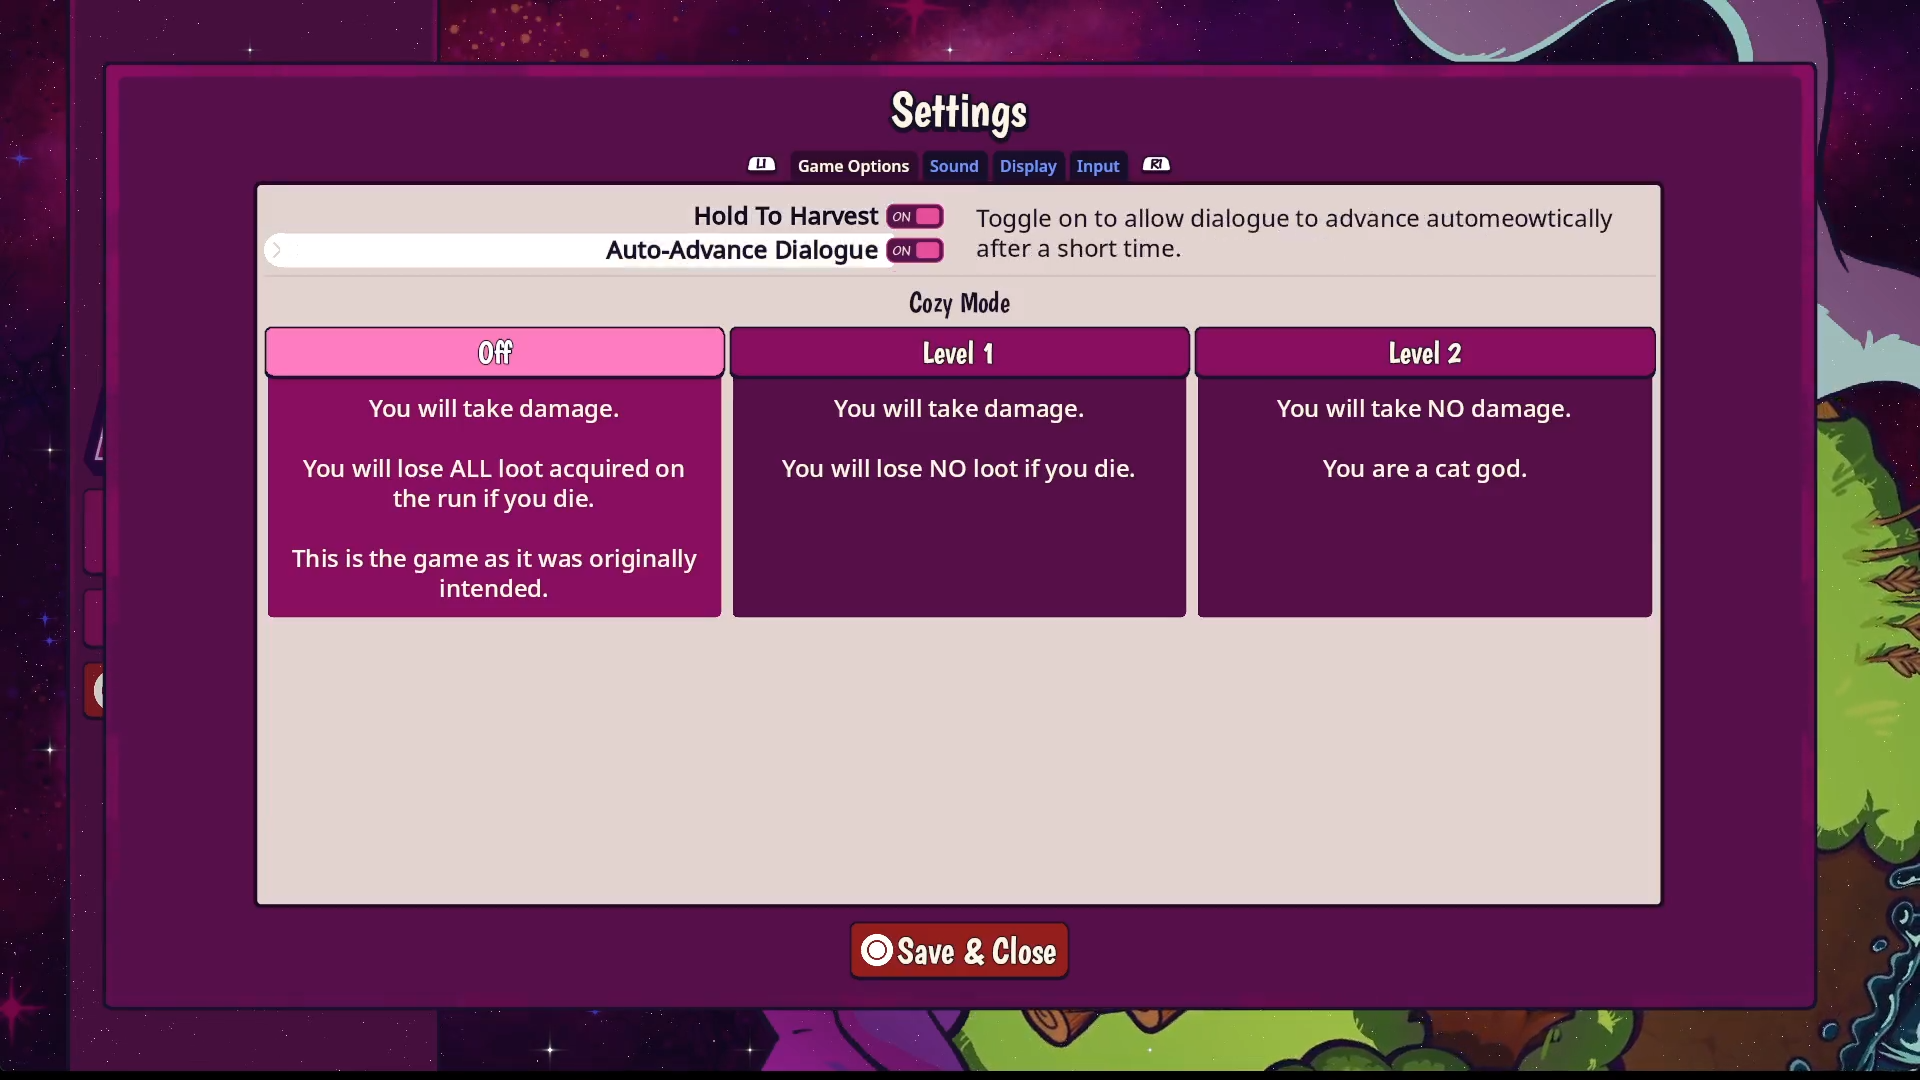 Settings
L1 Game Options Sound Display Input R1
Hold To Harvest ON
Auto-Advance Dialogue ON
Toggle on to allow dialogue to advance automeowtically
after a short time.
Cozy Mode
Off
You will take damage.
You will lose ALL loot acquired on
the run if you die.
This is the game as it was originally
intended.
Level 1
You will take damage.
You will lose NO loot if you die.
Level 2
You will take NO damage.
You are a cat god.
Save & Close